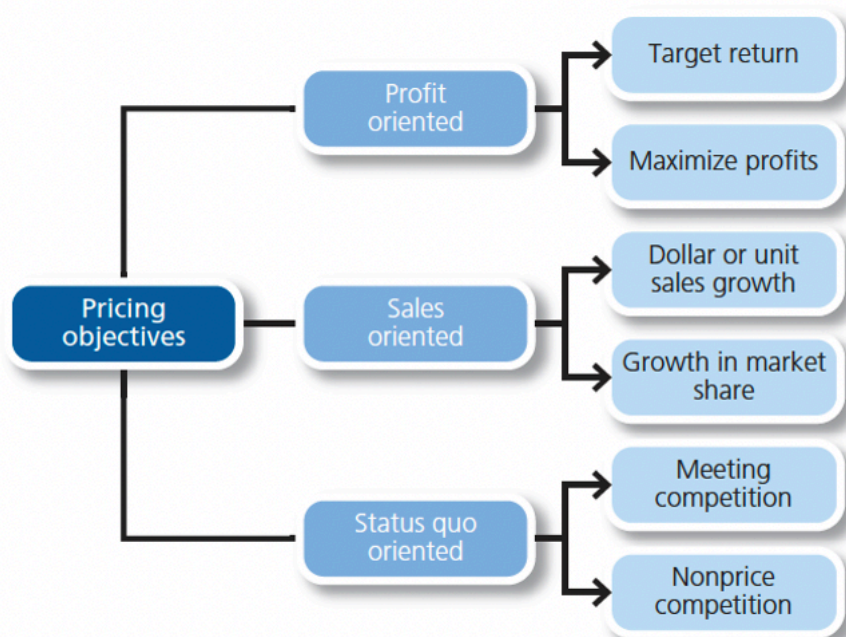 Target return
Profit
oriented
Maximize profits
Dollar or unit
sales growth
Pricing
objectives
Sales
oriented
Growth in market
share
Meeting
competition
Status quo
oriented
Nonprice
competition